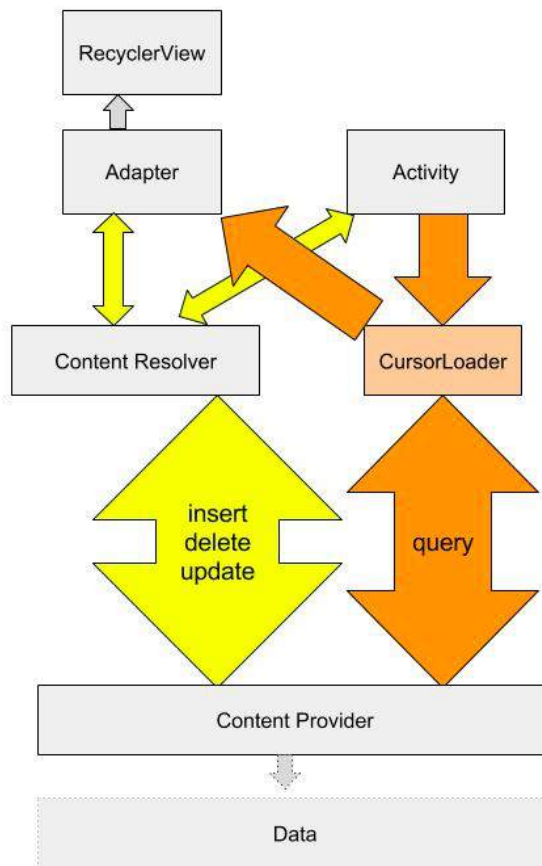 RecyclerView
Adapter
Activity
Content Resolver
CursorLoader
insert
delete
update
query
Content Provider
Data